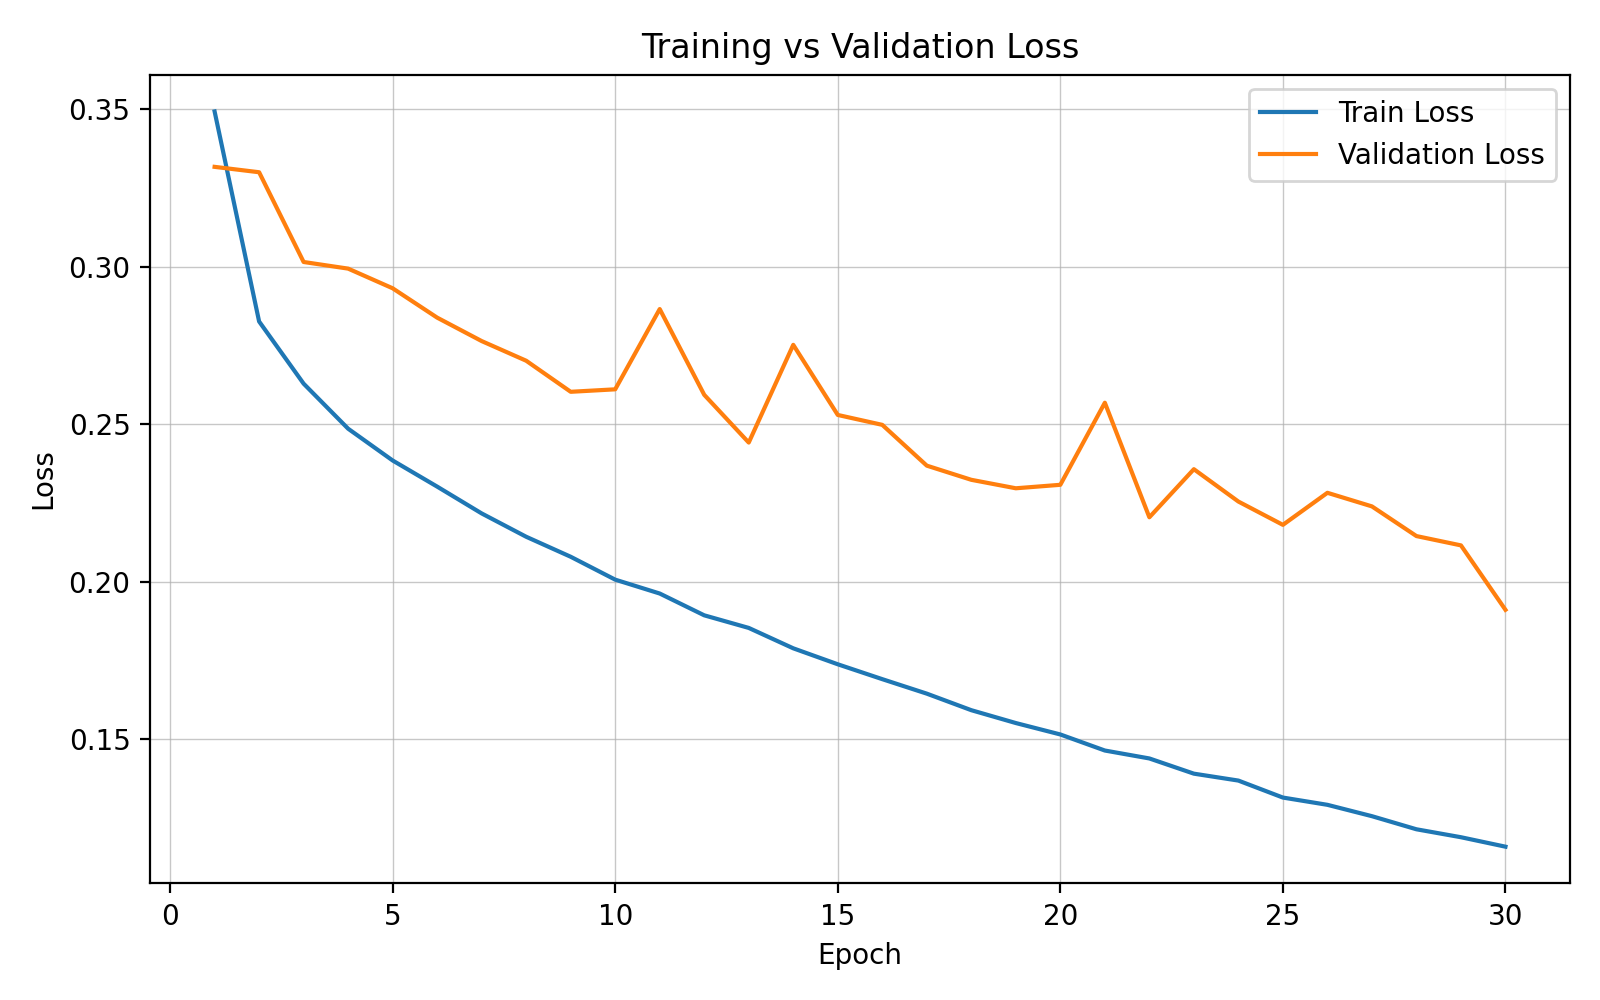 Training vs Validation Loss
Train Loss
Validation Loss
0.35
0.30
0.25
0.20
0.15
Loss
0 5 10 15 20 25 30
Epoch